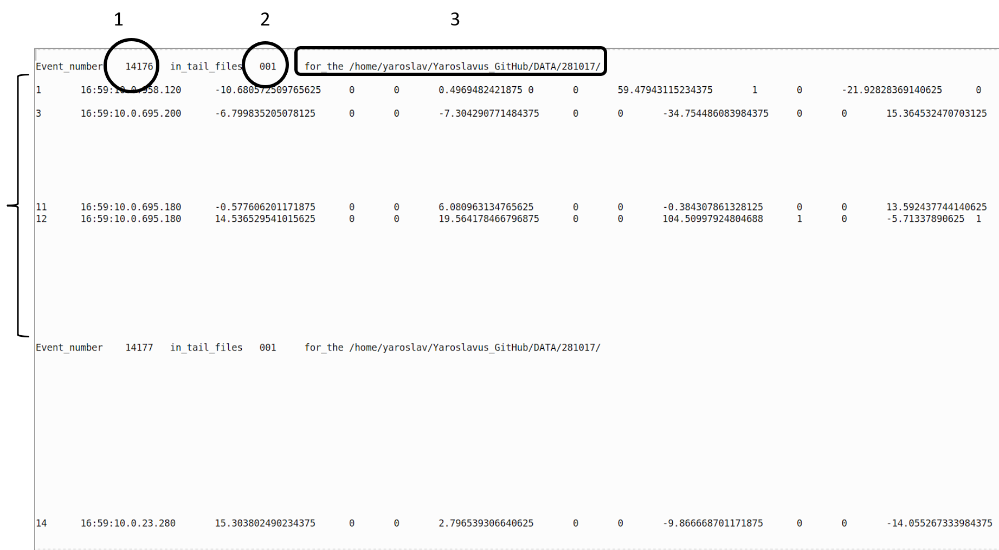 1 2 3
Event_number 14176 in_tail_files 001 for_the /home/yaroslav/Yaroslavus_GitHub/DATA/281017/
1 16:59:10.0.958.120 -10.680572509765625 0 0 0.4969482421875 0 0 59.47943115234375 1 0 -21.92828369140625 0
3 16:59:10.0.695.200 -6.799835205078125 0 0 -7.304290771484375 0 0 -34.754486083984375 0 0 15.364532470703125
11 16:59:10.0.695.180 -0.577606201171875 0 0 6.080963134765625 0 0 -0.384307861328125 0 0 13.592437744140625
12 16:59:10.0.695.180 14.536529541015625 0 0 19.564178466796875 0 0 104.50997924804688 1 0 -5.71337890625 1
Event_number 14177 in_tail_files 001 for_the /home/yaroslav/Yaroslavus_GitHub/DATA/281017/
14 16:59:10.0.23.280 15.303802490234375 0 0 2.796539306640625 0 0 -9.866668701171875 0 0 -14.055267333984375